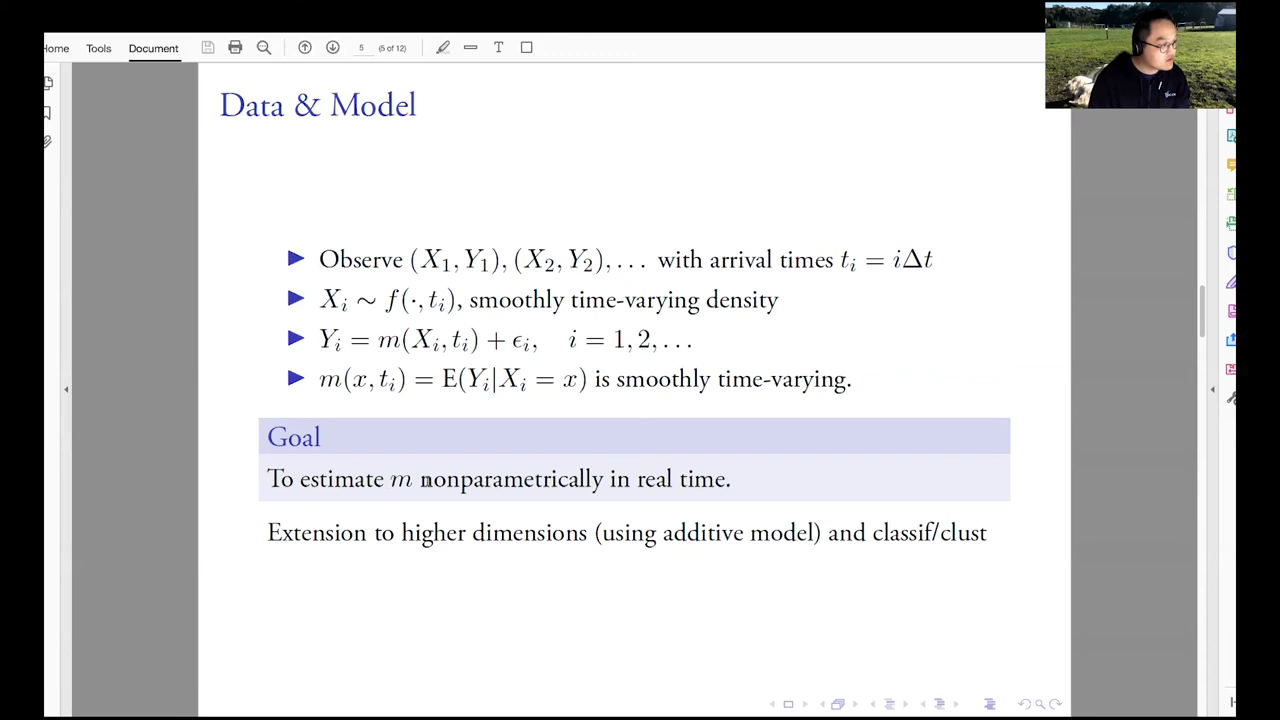 ome Tools Document 5 (5 of 12)
Data & Model
▶ Observe (X₁, Y₁), (X₂, Y₂), … with arrival times tᵢ = iΔt
▶ Xᵢ ∼ f(·, tᵢ), smoothly time-varying density
▶ Yᵢ = m(Xᵢ, tᵢ) + ϵᵢ, i = 1, 2, …
▶ m(x, tᵢ) = E(Yᵢ|Xᵢ = x) is smoothly time-varying.
Goal
To estimate m nonparametrically in real time.
Extension to higher dimensions (using additive model) and classif/clust